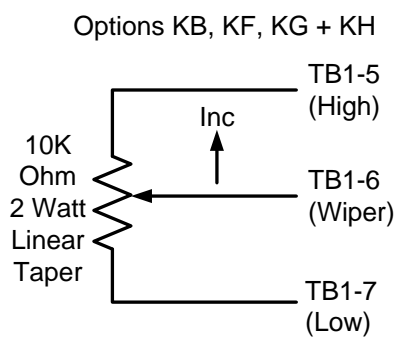 Options KB, KF, KG + KH
TB1-5
(High)
Inc
10K
Ohm
2 Watt
Linear
Taper
TB1-6
(Wiper)
TB1-7
(Low)